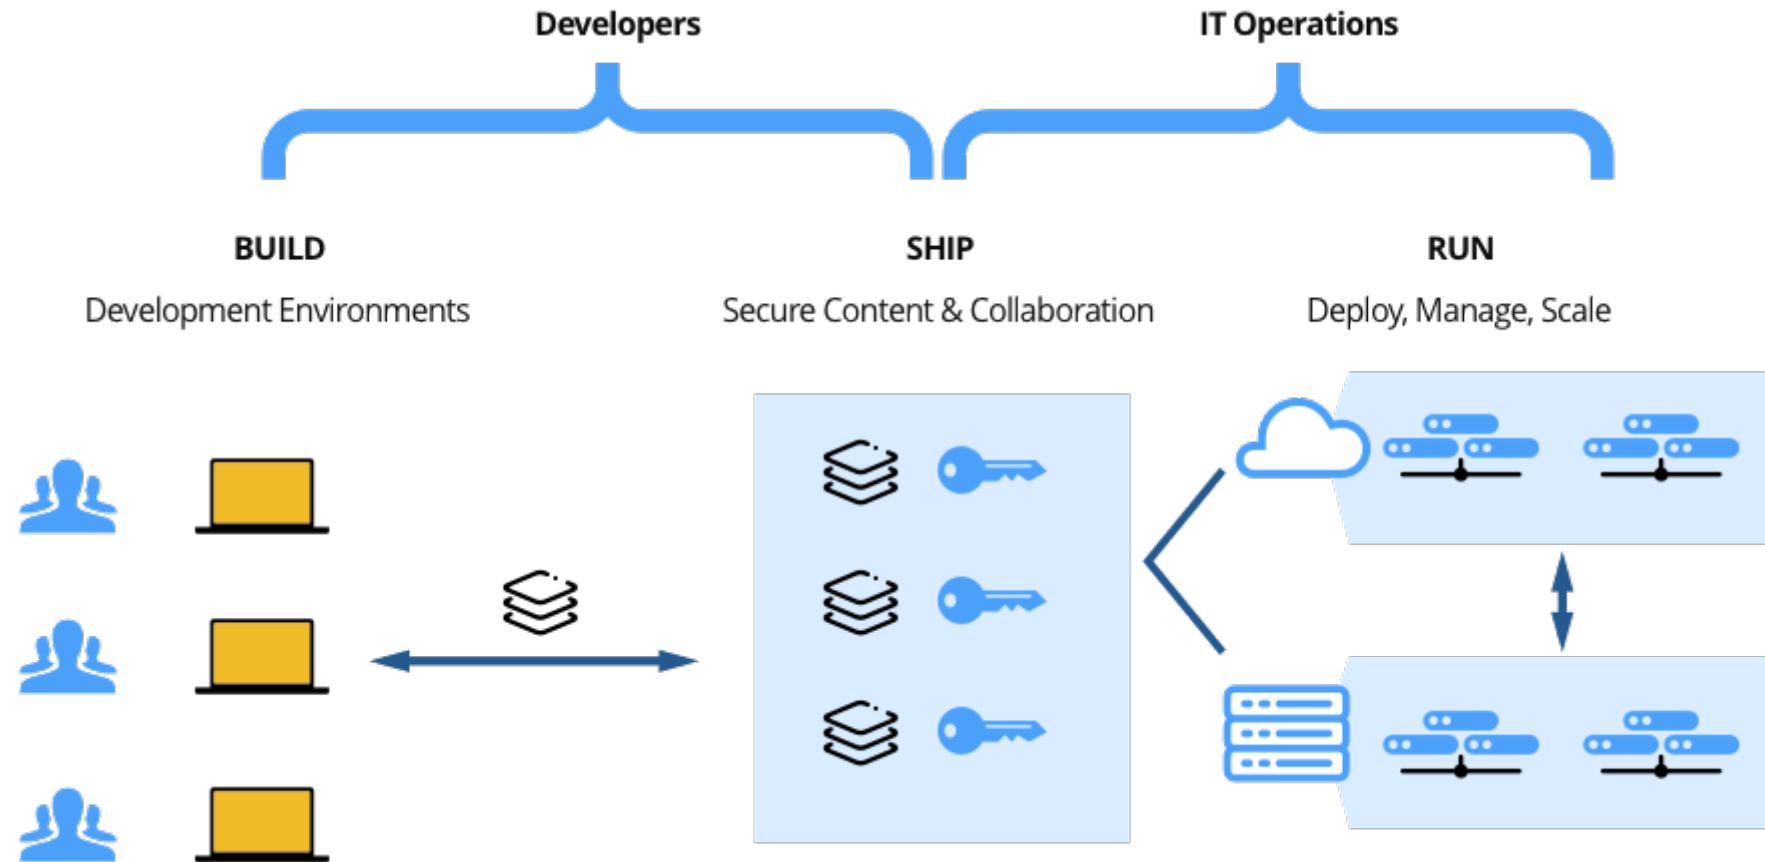 Developers
IT Operations
BUILD
SHIP
RUN
Development Environments
Secure Content & Collaboration
Deploy, Manage, Scale